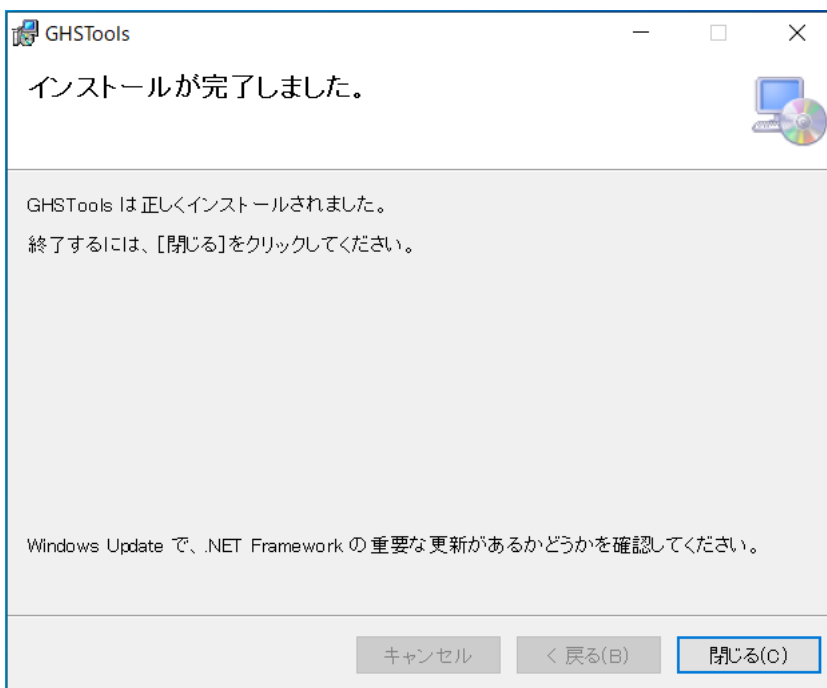 GHSTools
インストールが完了しました。
GHSTools は正しくインストールされました。
終了するには、[閉じる]をクリックしてください。
Windows Update で、.NET Framework の重要な更新があるかどうかを確認してください。
キャンセル
< 戻る(B)
閉じる(C)